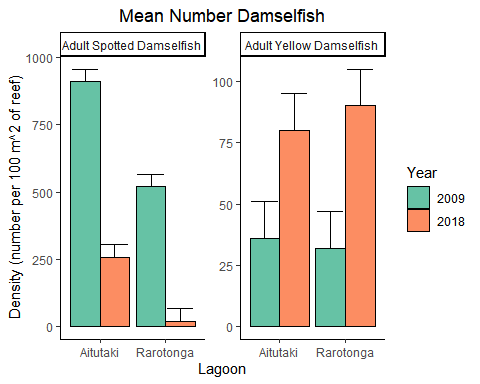 Mean Number Damselfish
Adult Spotted Damselfish
Adult Yellow Damselfish
Density (number per 100 m^2 of reef)
1000
750
500
250
0
100
75
50
25
0
Aitutaki
Rarotonga
Aitutaki
Rarotonga
Lagoon
Year
2009
2018